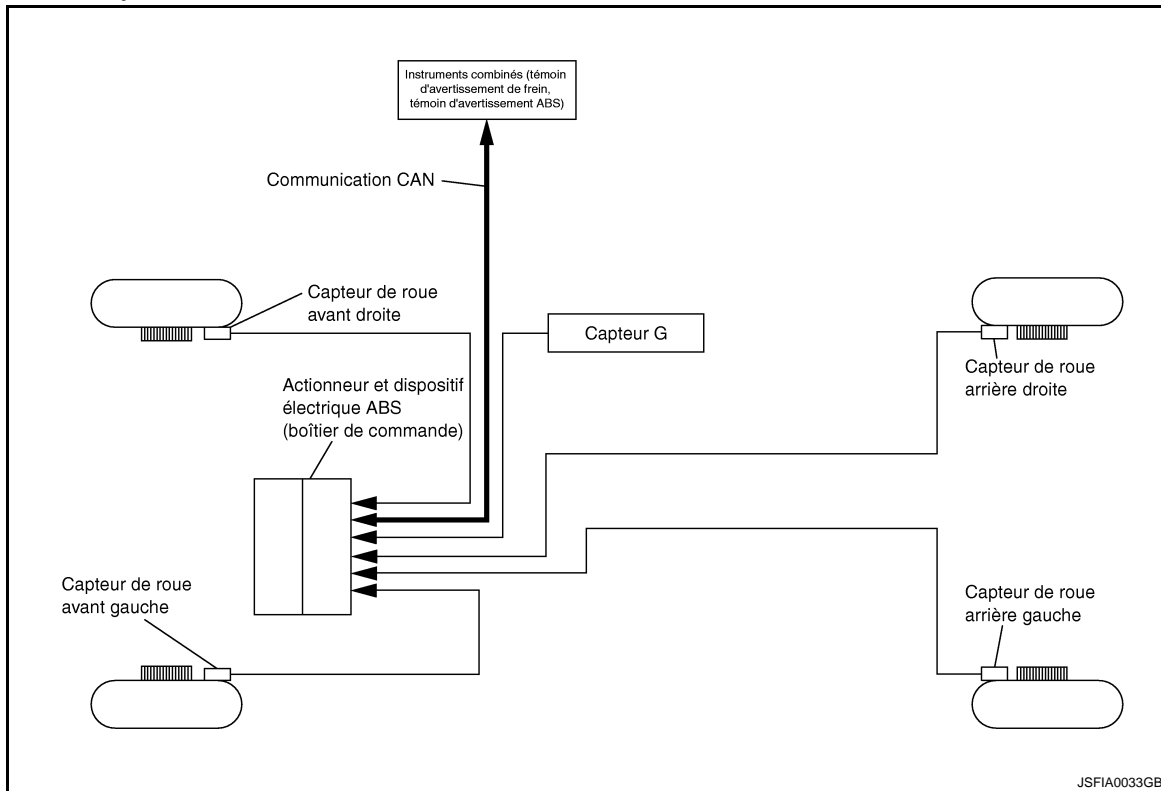 Instruments combinés (témoin
d'avertissement de frein,
témoin d'avertissement ABS)
Communication CAN
Capteur de roue
avant droite
Capteur G
Capteur de roue
arrière droite
Actionneur et dispositif
électrique ABS
(boîtier de commande)
Capteur de roue
avant gauche
Capteur de roue
arrière gauche
JSFIA0033GB